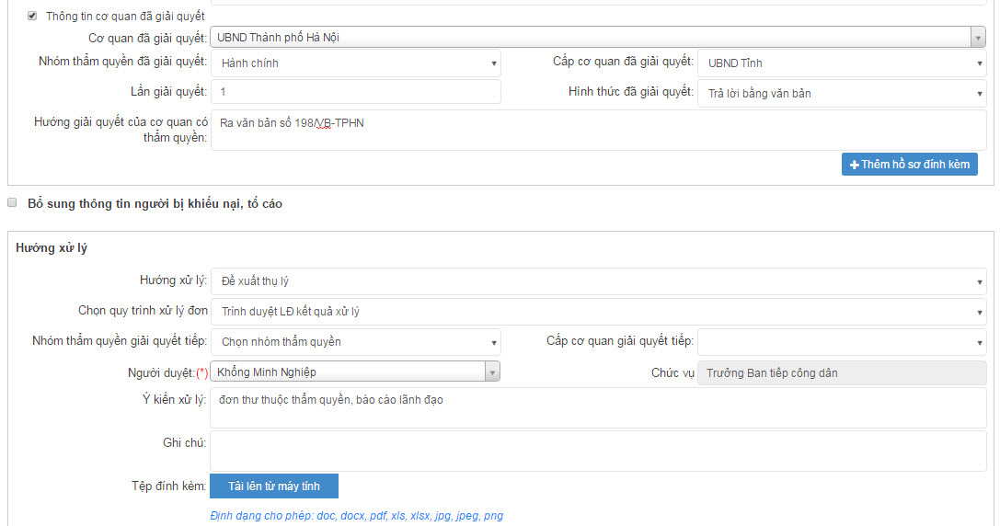 Thông tin cơ quan đã giải quyết
Cơ quan đã giải quyết: UBND Thành phố Hà Nội
Nhóm thẩm quyền đã giải quyết: Hành chính Cấp cơ quan đã giải quyết: UBND Tỉnh
Lần giải quyết: 1 Hình thức đã giải quyết: Trả lời bằng văn bản
Hướng giải quyết của cơ quan có
thẩm quyền: Ra văn bản số 198/VB-TPHN
Thêm hồ sơ đính kèm
Bổ sung thông tin người bị khiếu nại, tố cáo
Hướng xử lý
Hướng xử lý: Đề xuất thụ lý
Chọn quy trình xử lý đơn Trình duyệt LĐ kết quả xử lý
Nhóm thẩm quyền giải quyết tiếp: Chọn nhóm thẩm quyền Cấp cơ quan giải quyết tiếp:
Người duyệt:(*) Khổng Minh Nghiệp Chức vụ Trưởng Ban tiếp công dân
Ý kiến xử lý: đơn thư thuộc thẩm quyền, báo cáo lãnh đạo
Ghi chú:
Tệp đính kèm: Tải lên từ máy tính
Định dạng cho phép: doc, docx, pdf, xls, xlsx, jpg, jpeg, png